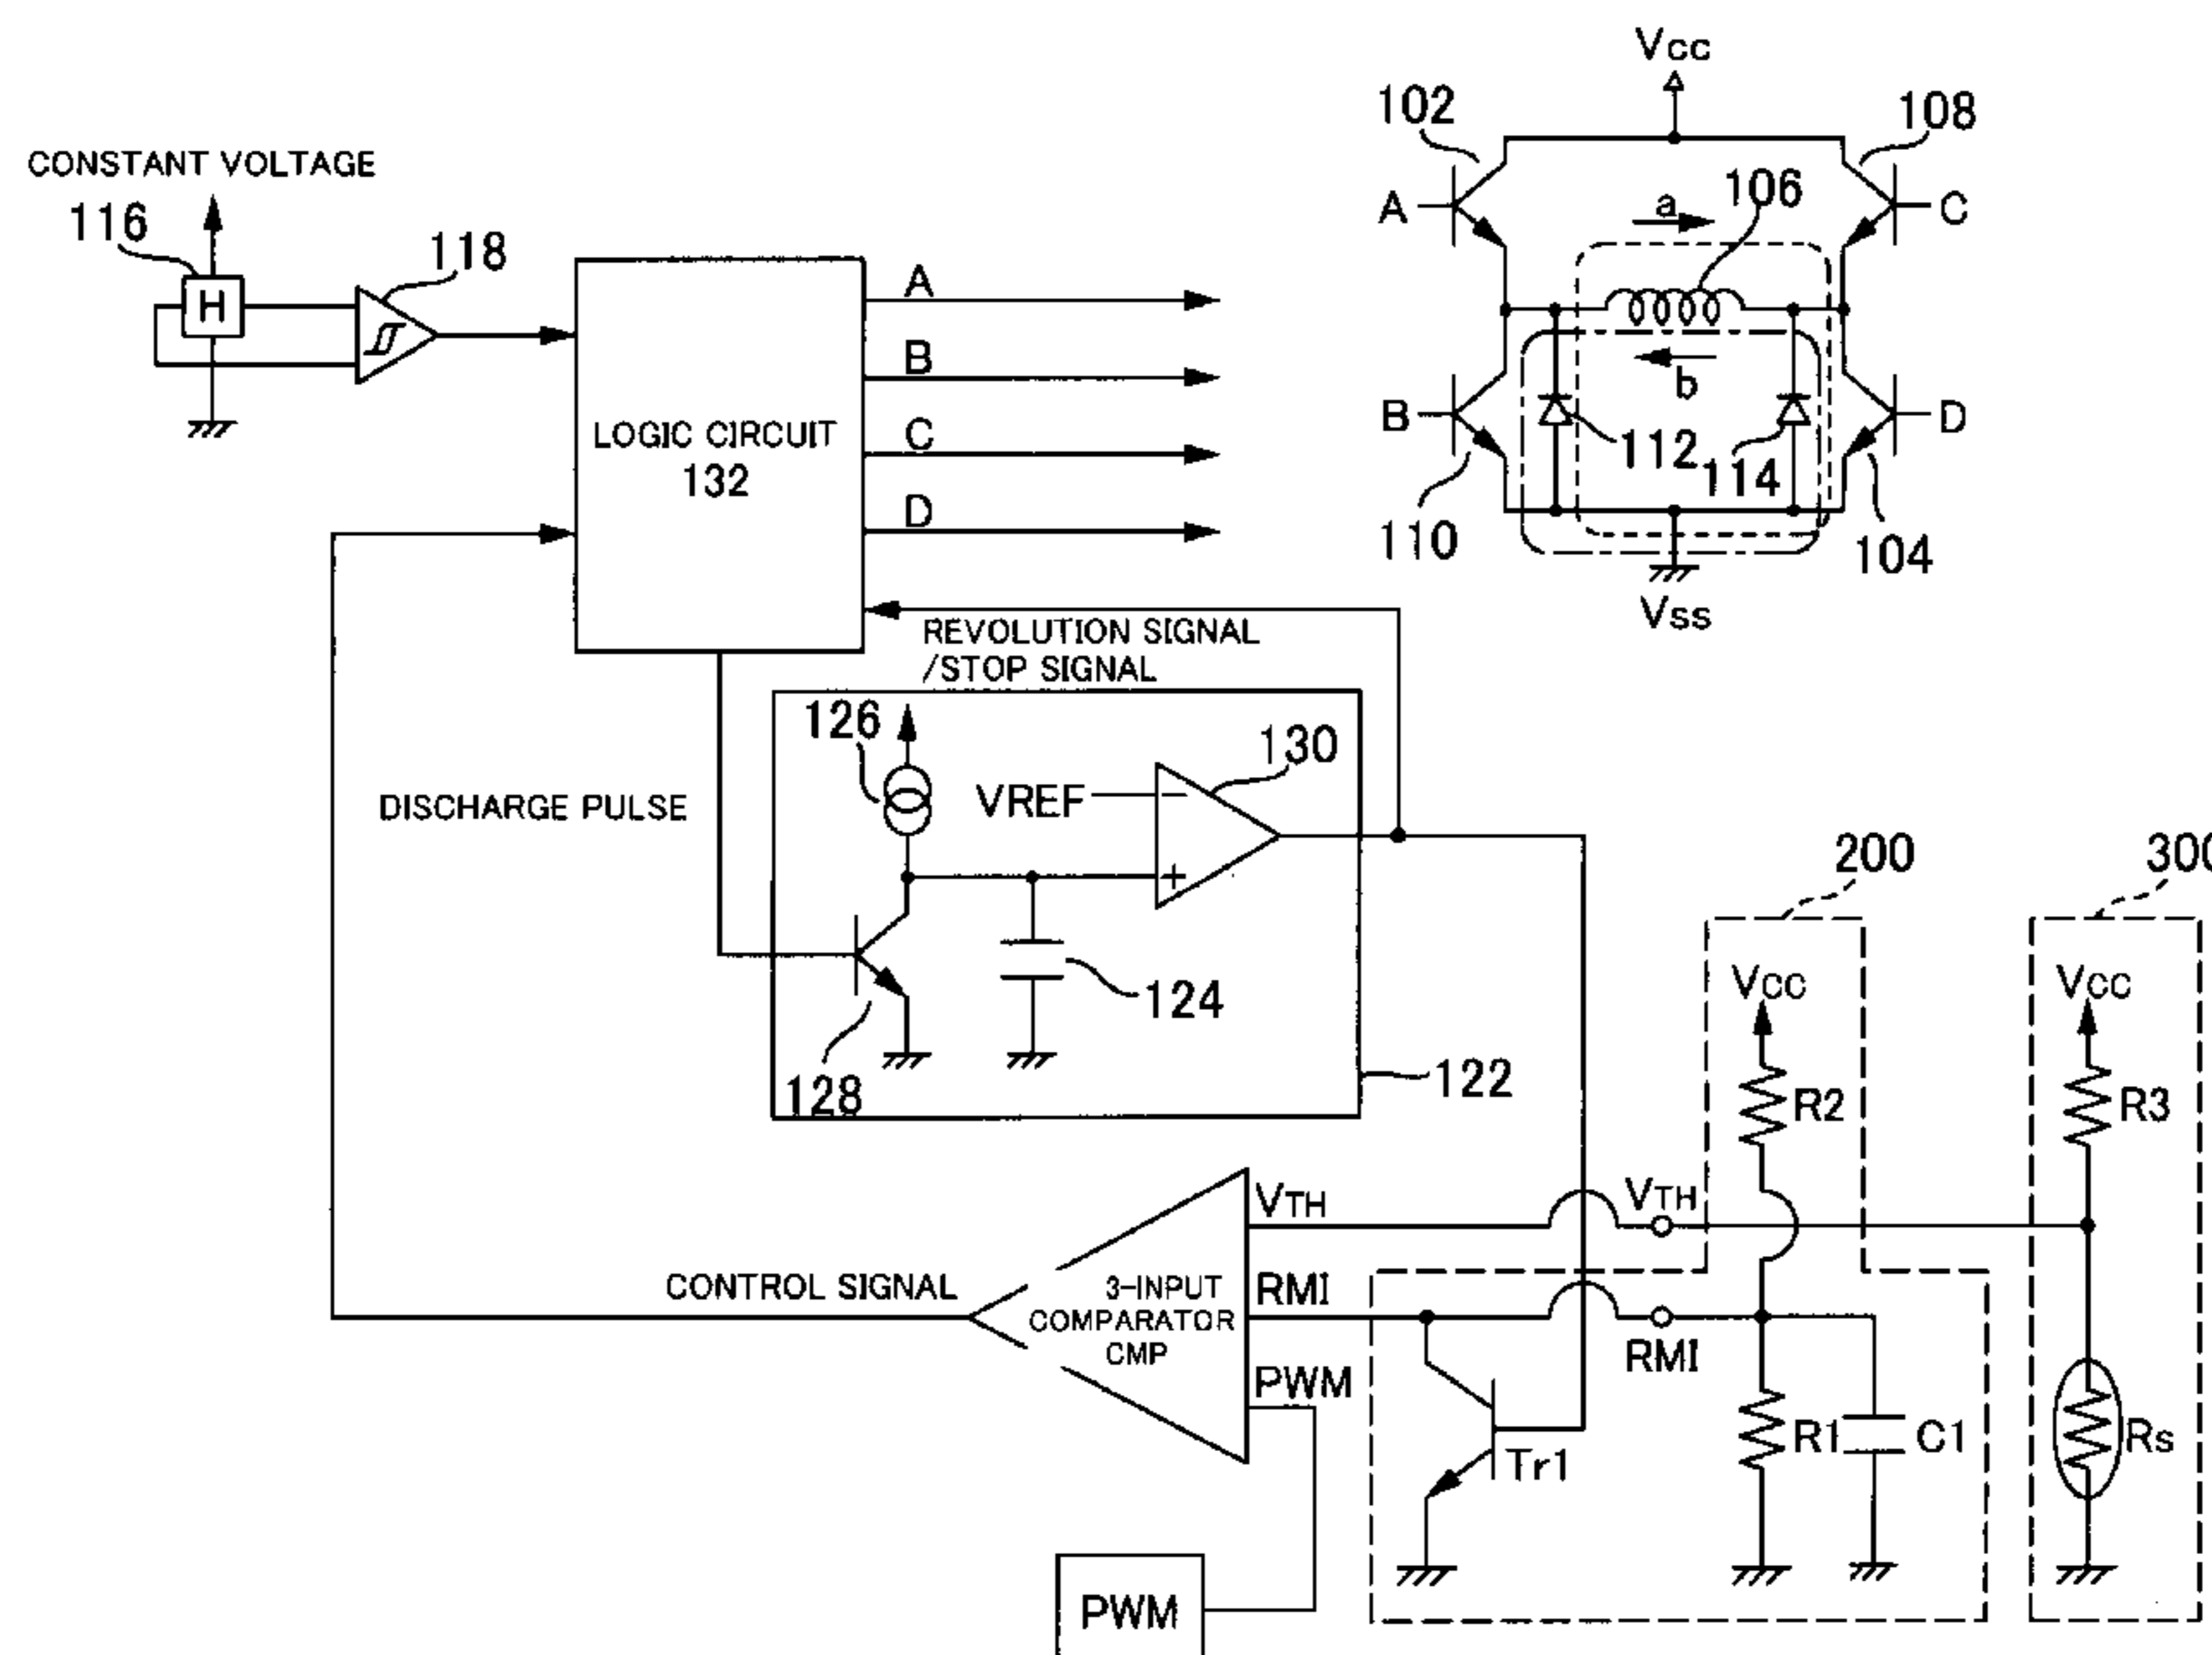 Vcc
102
108
CONSTANT VOLTAGE
106
116
A
a
C
118
H
A
B
b
B
D
LOGIC CIRCUIT
132
C
112
114
D
110
104
REVOLUTION SIGNAL
/STOP SIGNAL
Vss
126
130
VREF
−
DISCHARGE PULSE
+
200
300
VCC
VCC
124
128
122
R2
R3
VTH
VTH
CONTROL SIGNAL
3-INPUT
COMPARATOR
CMP
RMI
RMI
PWM
Tr1
R1
C1
Rs
PWM